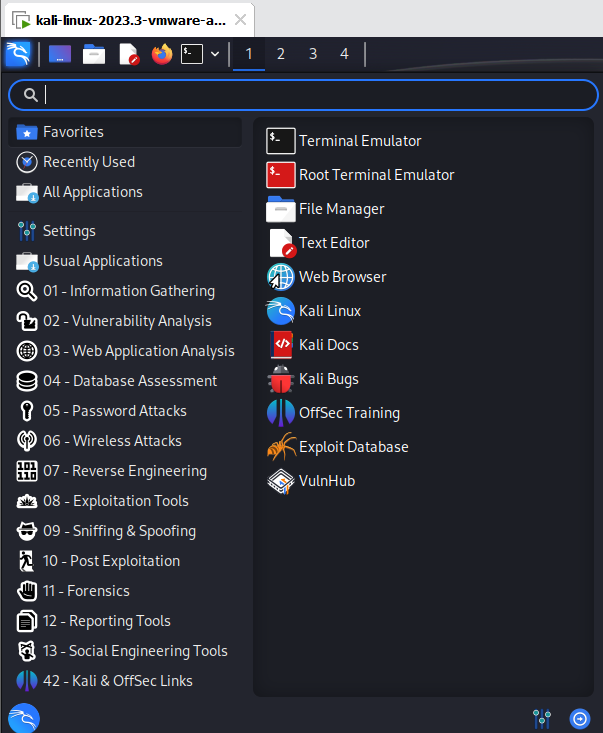 kali-linux-2023.3-vmware-a...
1 2 3 4
Favorites
Recently Used
All Applications
Settings
Usual Applications
01 - Information Gathering
02 - Vulnerability Analysis
03 - Web Application Analysis
04 - Database Assessment
05 - Password Attacks
06 - Wireless Attacks
07 - Reverse Engineering
08 - Exploitation Tools
09 - Sniffing & Spoofing
10 - Post Exploitation
11 - Forensics
12 - Reporting Tools
13 - Social Engineering Tools
42 - Kali & OffSec Links
Terminal Emulator
Root Terminal Emulator
File Manager
Text Editor
Web Browser
Kali Linux
Kali Docs
Kali Bugs
OffSec Training
Exploit Database
VulnHub